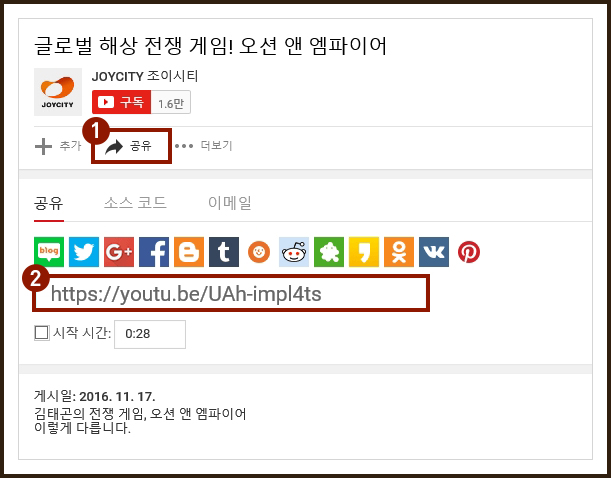 글로벌 해상 전쟁 게임! 오션 앤 엠파이어
JOYCITY
JOYCITY 조이시티
구독 1.6만
1
추가 공유 더보기
공유 소스 코드 이메일
blog
2
https://youtu.be/UAh-impl4ts
시작 시간: 0:28
게시일: 2016. 11. 17.
김태곤의 전쟁 게임, 오션 앤 엠파이어
이렇게 다릅니다.